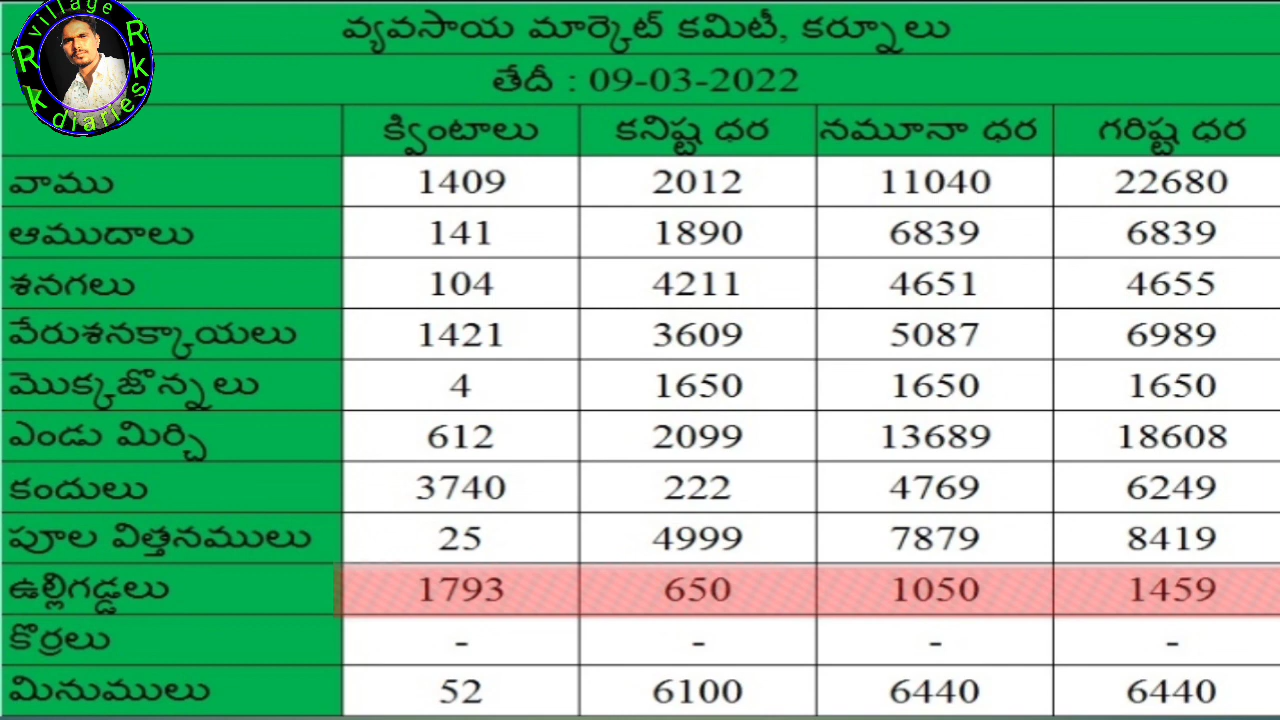 village
Rk Rk
diaries
వ్యవసాయ మార్కెట్ కమిటీ, కర్నూలు
తేదీ : 09-03-2022
క్వింటాలు కనిష్ట ధర నమూనా ధర గరిష్ట ధర
వాము 1409 2012 11040 22680
ఆముదాలు 141 1890 6839 6839
శనగలు 104 4211 4651 4655
వేరుశనక్కాయలు 1421 3609 5087 6989
మొక్కజొన్నలు 4 1650 1650 1650
ఎండు మిర్చి 612 2099 13689 18608
కందులు 3740 222 4769 6249
పూల విత్తనములు 25 4999 7879 8419
ఉల్లిగడ్డలు 1793 650 1050 1459
కొర్రలు - - - -
మినుములు 52 6100 6440 6440